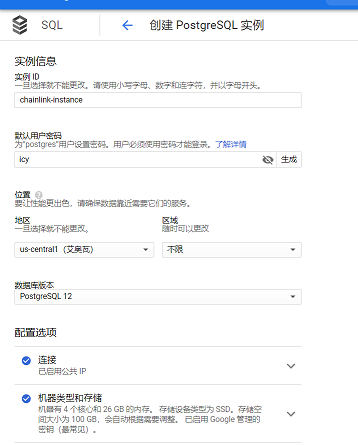 SQL
创建 PostgreSQL 实例
实例信息
实例 ID
一旦选择就不能更改。请使用小写字母、数字和连字符，并以字母开头。
chainlink-instance
默认用户密码
为“postgres”用户设置密码。用户必须使用密码才能登录。了解详情
icy
生成
位置
要让性能更出色，请确保数据靠近需要它们的服务。
地区
区域
一旦选择就不能更改。
随时可以更改
us-central1（艾奥瓦）
不限
数据库版本
PostgreSQL 12
配置选项
连接
已启用公共 IP
机器类型和存储
机器有 4 个核心和 26 GB 的内存。 存储设备类型为 SSD。存储空
间大小为 100 GB，会自动根据需要调整。 已启用 Google 管理的
密钥（最常见）。